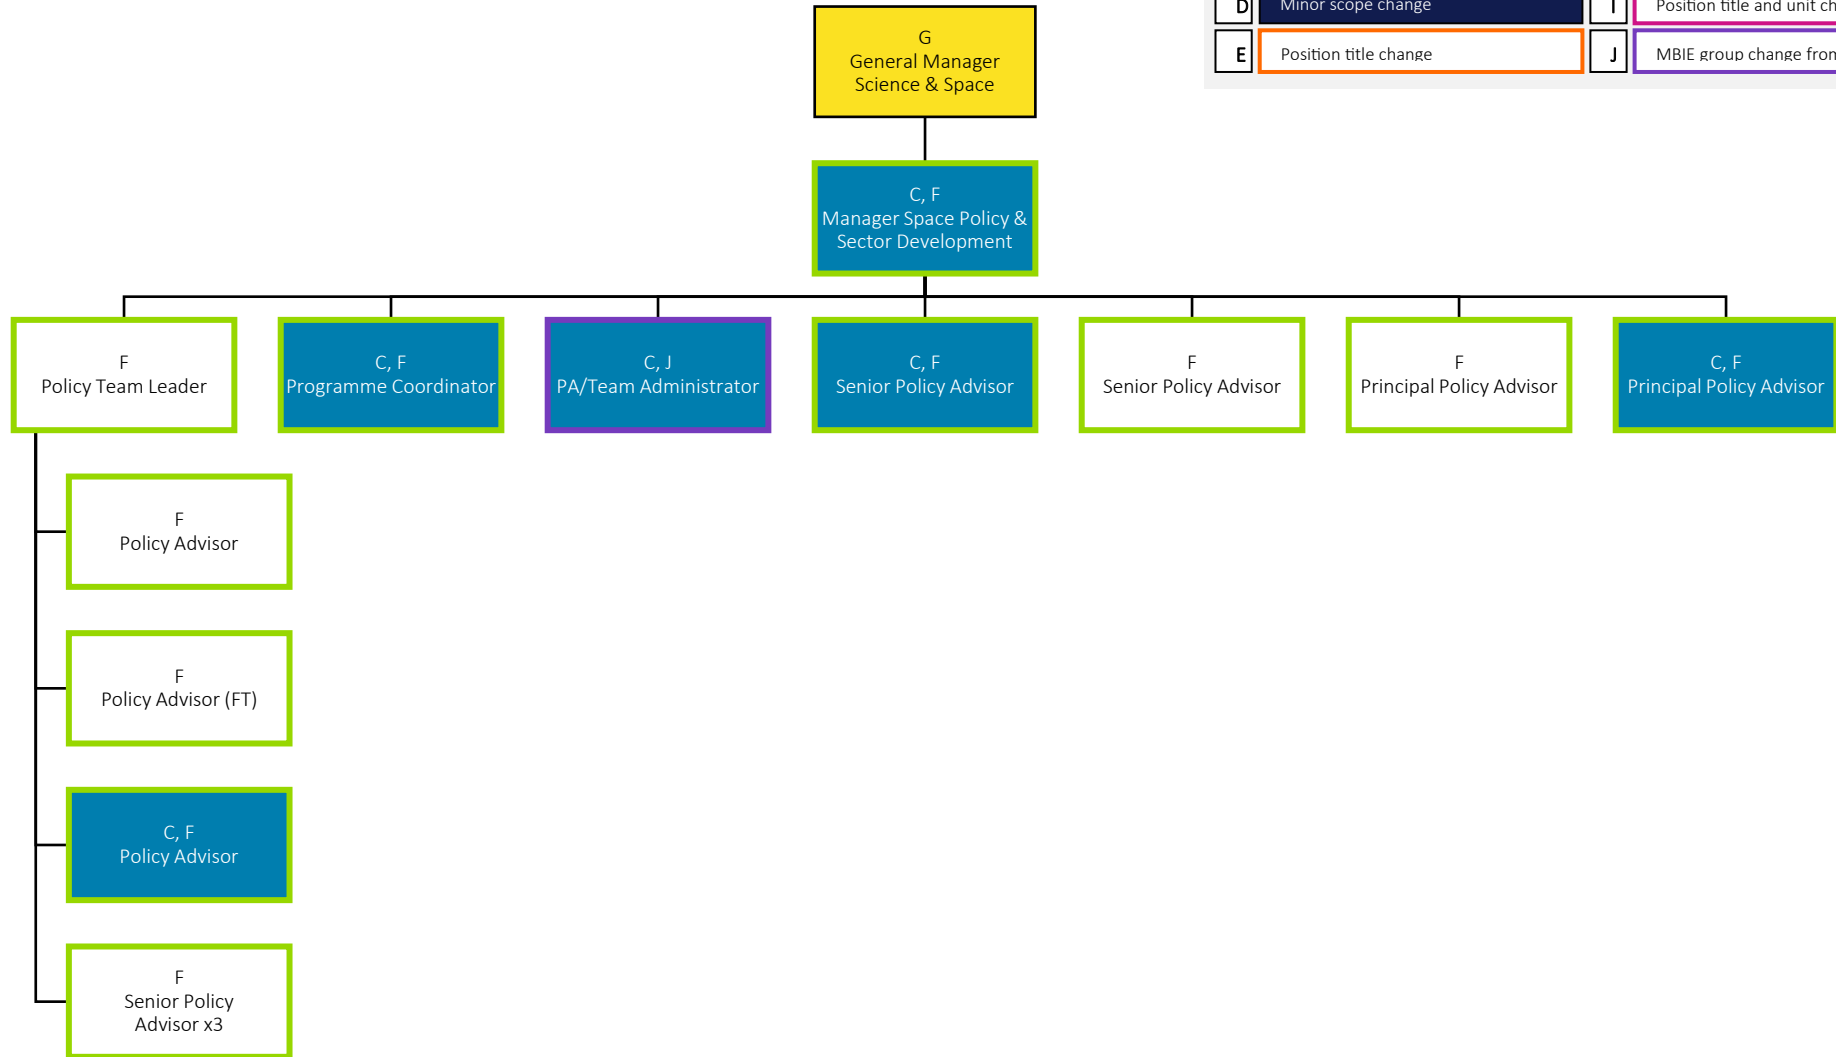 D
Minor scope change
I
Position title and unit
E
Position title change
J
MBIE group change from
G
General Manager
Science & Space
C, F
Manager Space Policy &
Sector Development
F
Policy Team Leader
C, F
Programme Coordinator
C, J
PA/Team Administrator
C, F
Senior Policy Advisor
F
Senior Policy Advisor
F
Principal Policy Advisor
C, F
Principal Policy Advisor
F
Policy Advisor
F
Policy Advisor (FT)
C, F
Policy Advisor
F
Senior Policy
Advisor x3